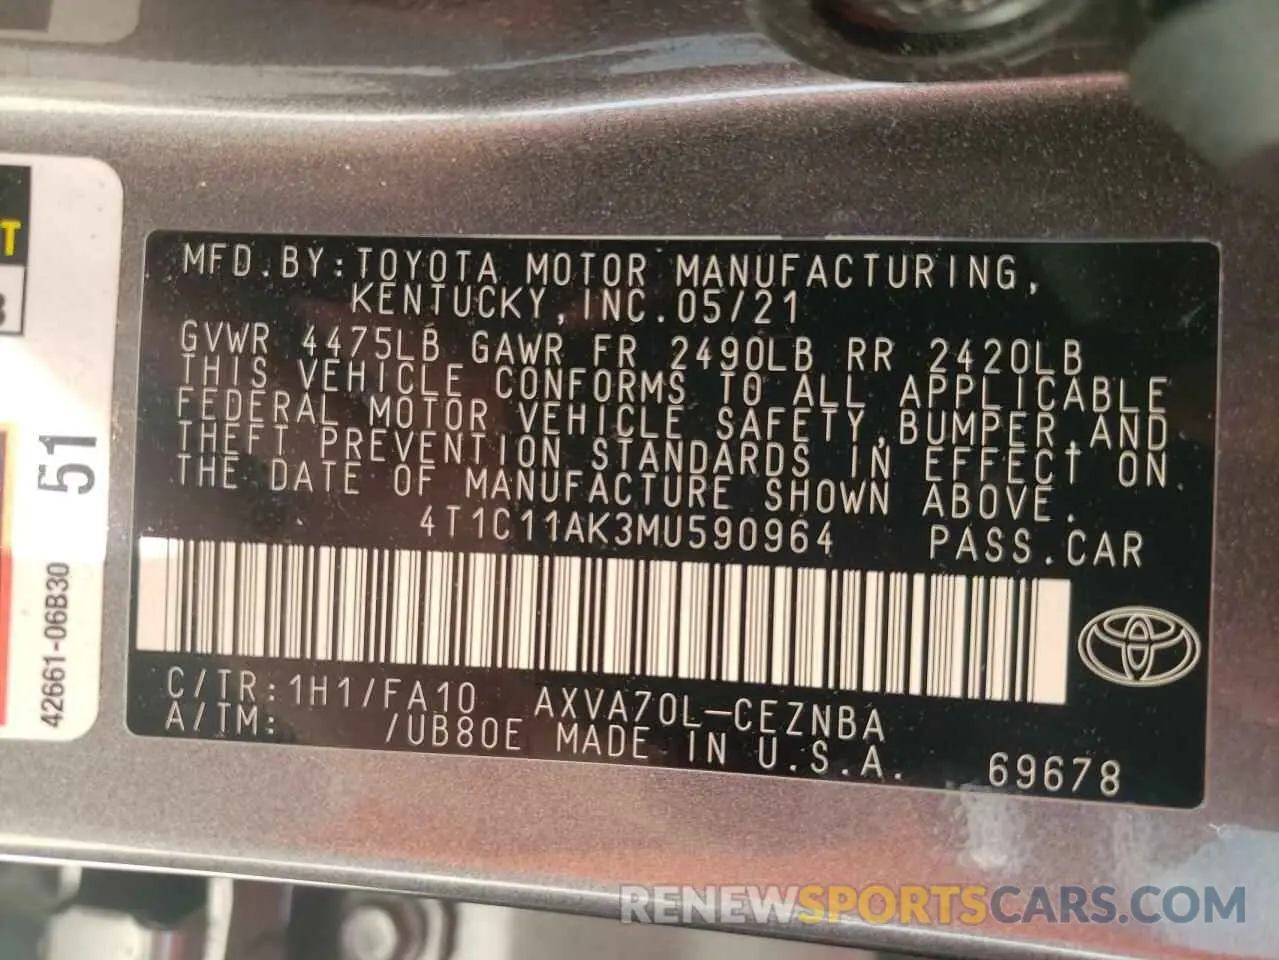 MFD.BY:TOYOTA MOTOR MANUFACTURING,
KENTUCKY,INC.05/21
GVWR 4475LB GAWR FR 2490LB RR 2420LB
THIS VEHICLE CONFORMS TO ALL APPLICABLE
FEDERAL MOTOR VEHICLE SAFETY,BUMPER,AND
THEFT PREVENTION STANDARDS IN EFFECT ON
THE DATE OF MANUFACTURE SHOWN ABOVE.
4T1C11AK3MU590964 PASS.CAR
C/TR:1H1/FA10 AXVA70L-CEZNBA
A/TM: /UB80E MADE IN U.S.A. 69678
51
42661-06B30
T
RENEWSPORTSCARS.COM